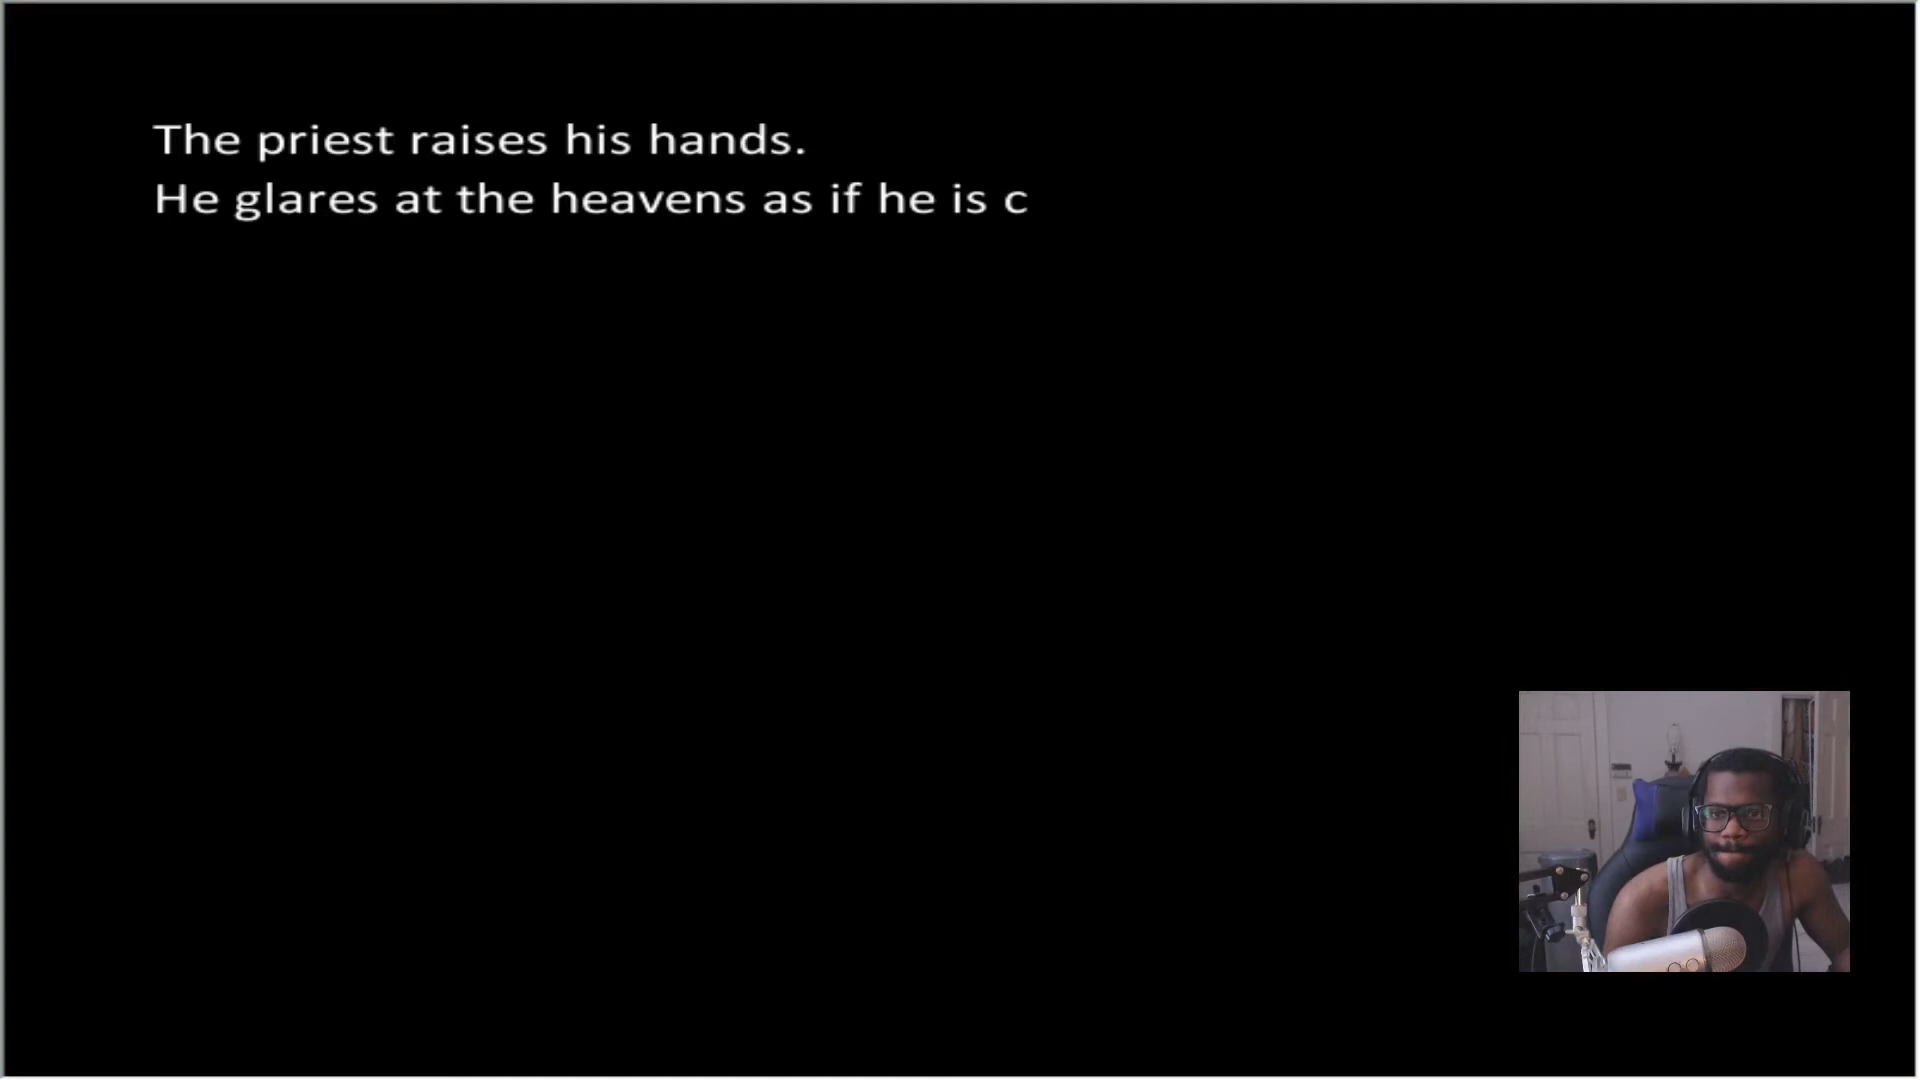 The priest raises his hands.
He glares at the heavens as if he is c